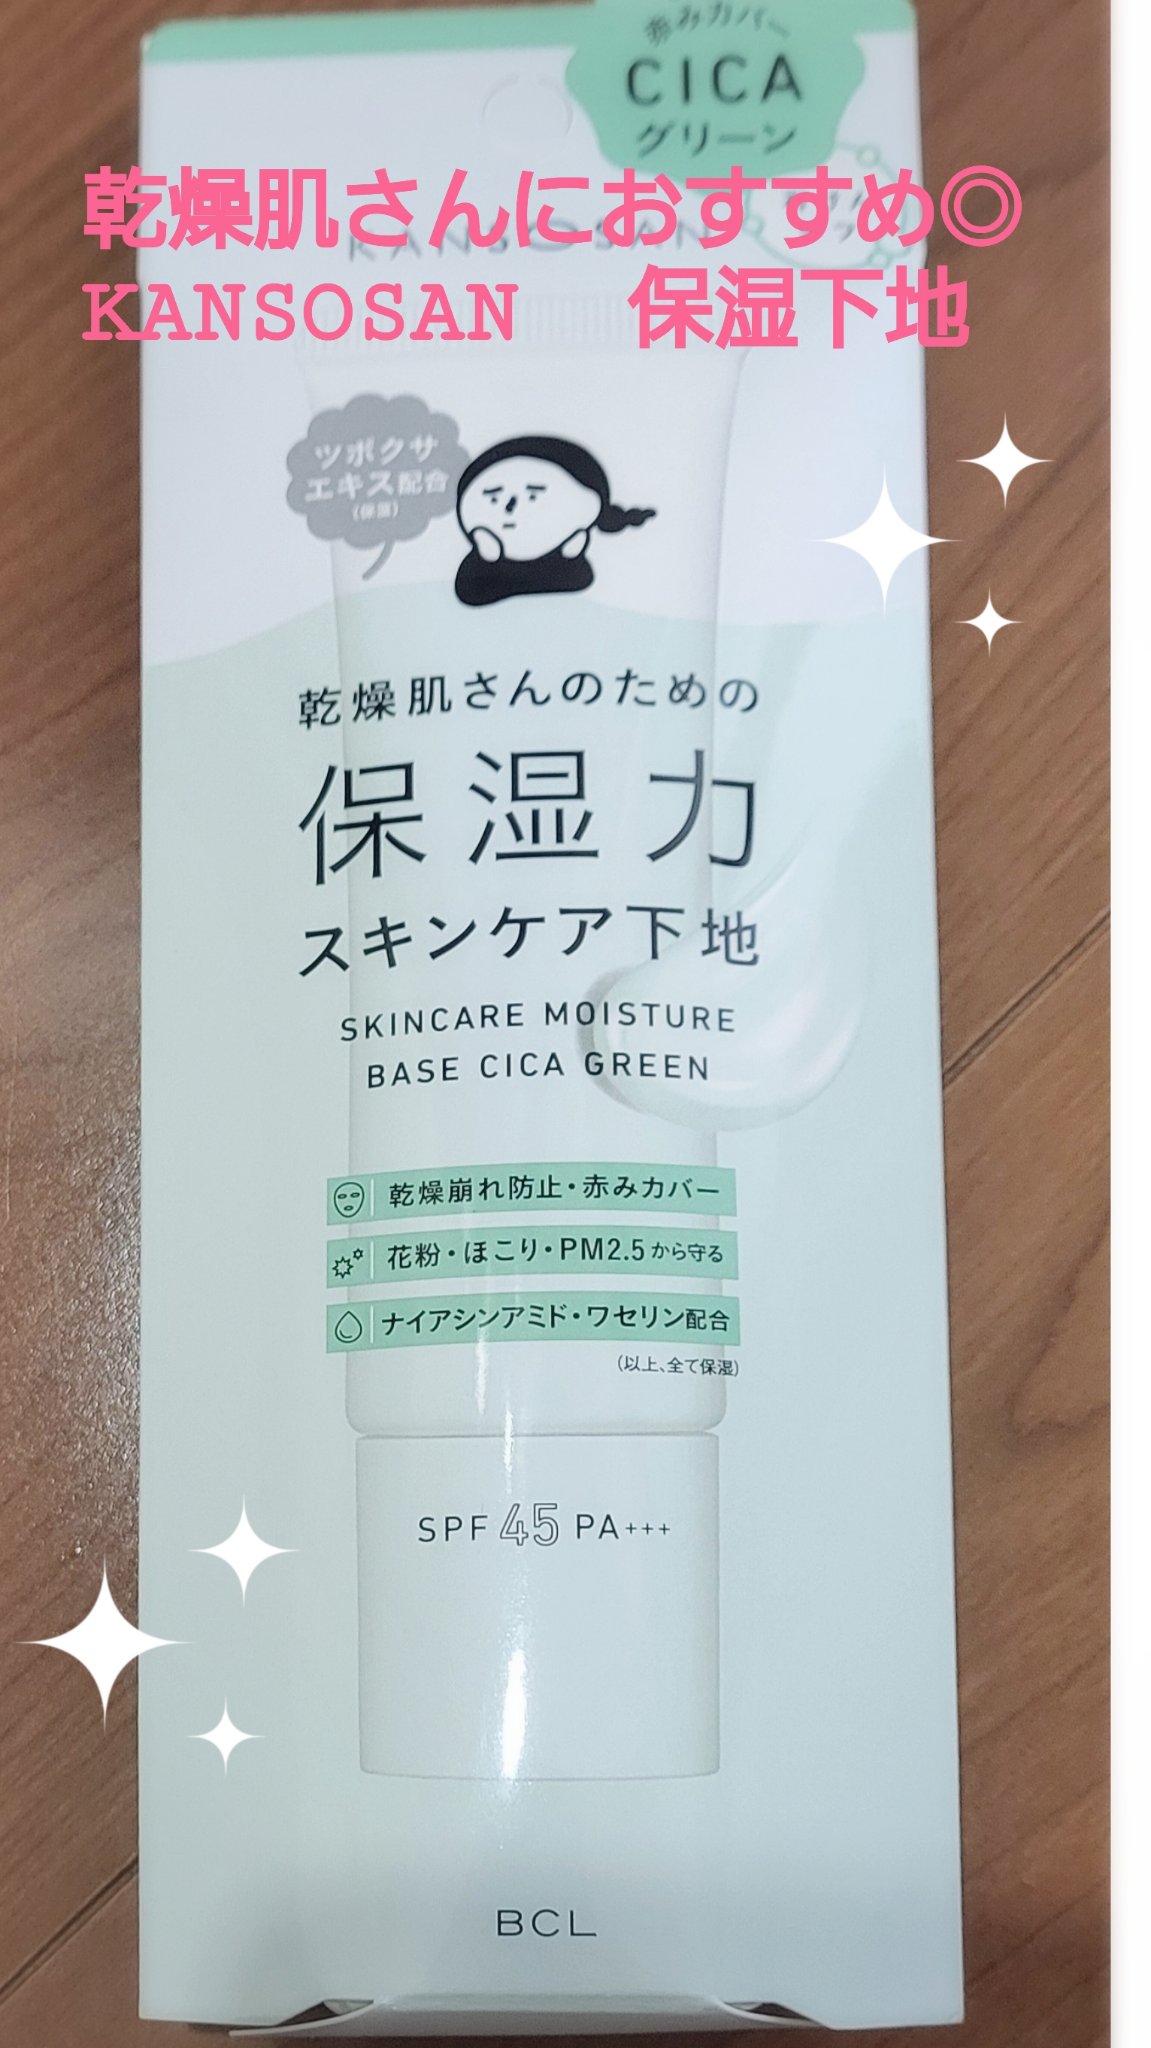 赤みカバー
CICA
グリーン
乾燥肌さんにおすすめ◎
KANSOSAN
KANSOSAN 保湿下地
ツボクサ
エキス配合
(保湿)
乾燥肌さんのための
保湿力
スキンケア下地
SKINCARE MOISTURE
BASE CICA GREEN
乾燥崩れ防止・赤みカバー
花粉・ほこり・PM2.5から守る
ナイアシンアミド・ワセリン配合
(以上、全て保湿)
SPF 45 PA+++
BCL